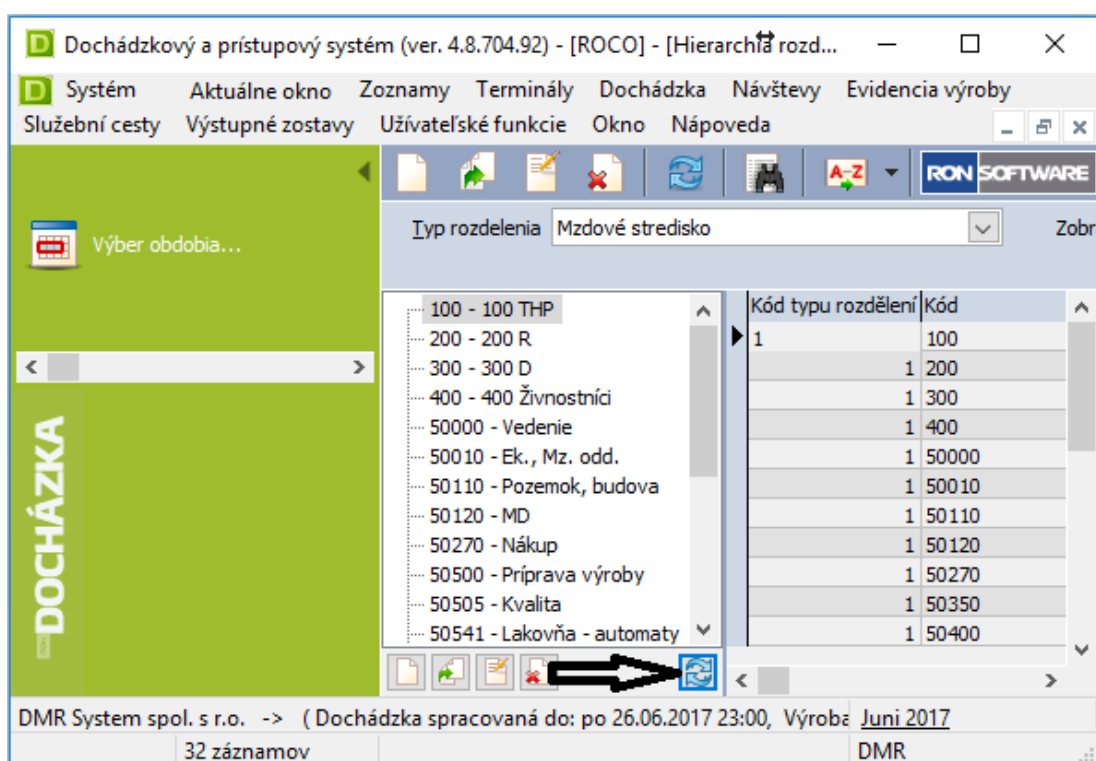 Dochádzkový a prístupový systém (ver. 4.8.704.92) - [ROCO] - [Hierarchia rozd...
Systém Aktuálne okno Zoznamy Terminály Dochádzka Návštevy Evidencia výroby
Služební cesty Výstupné zostavy Užívateľské funkcie Okno Nápoveda
A-Z RON SOFTWARE
Výber obdobia...
Typ rozdelenia Mzdové stredisko Zobr
DOCHÁZKA
100 - 100 THP
200 - 200 R
300 - 300 D
400 - 400 Živnostníci
50000 - Vedenie
50010 - Ek., Mz. odd.
50110 - Pozemok, budova
50120 - MD
50270 - Nákup
50500 - Príprava výroby
50505 - Kvalita
50541 - Lakovňa - automaty
Kód typu rozdělení Kód
1 100
1 200
1 300
1 400
1 50000
1 50010
1 50110
1 50120
1 50270
1 50350
1 50400
DMR System spol. s r.o. -> ( Dochádzka spracovaná do: po 26.06.2017 23:00, Výroba Juni 2017
32 záznamov DMR